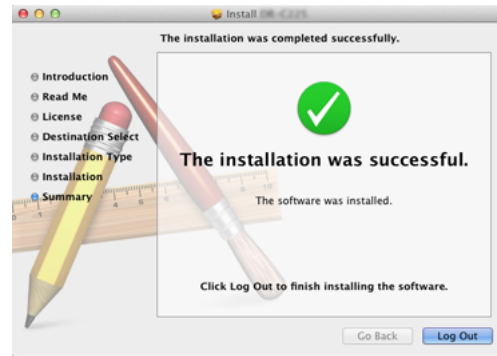 Install
The installation was completed successfully.
Introduction
Read Me
License
Destination Select
Installation Type
Installation
Summary
The installation was successful.
The software was installed.
Click Log Out to finish installing the software.
Go Back
Log Out